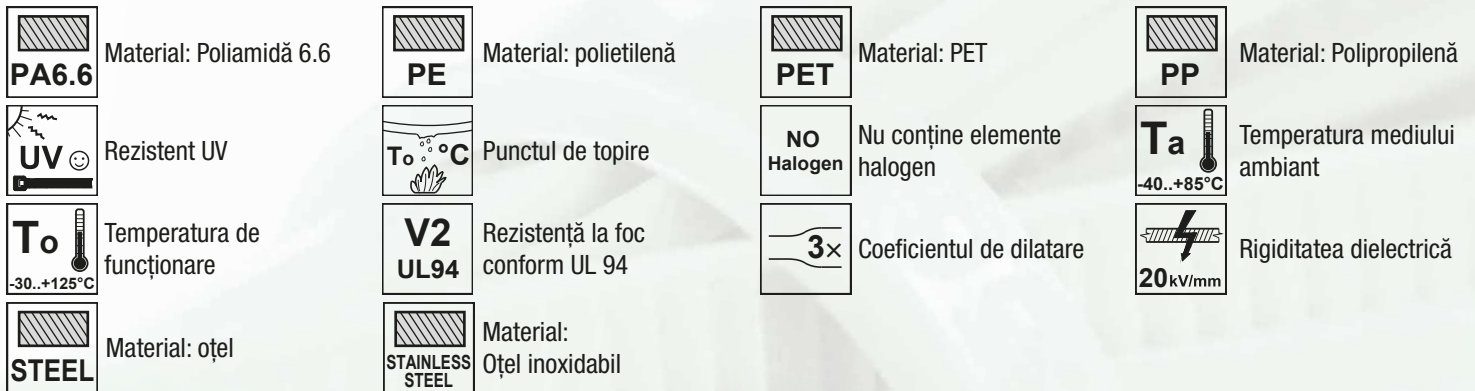 PA6.6
Material: Poliamidă 6.6
PE
Material: polietilenă
PET
Material: PET
PP
Material: Polipropilenă
UV
Rezistent UV
To °C
Punctul de topire
NO
Halogen
Nu conține elemente
halogen
Ta
-40..+85°C
Temperatura mediului
ambiant
To
-30..+125°C
Temperatura de
funcționare
V2
UL94
Rezistență la foc
conform UL 94
3×
Coeficientul de dilatare
20 kV/mm
Rigiditatea dielectrică
STEEL
Material: oțel
STAINLESS
STEEL
Material:
Oțel inoxidabil